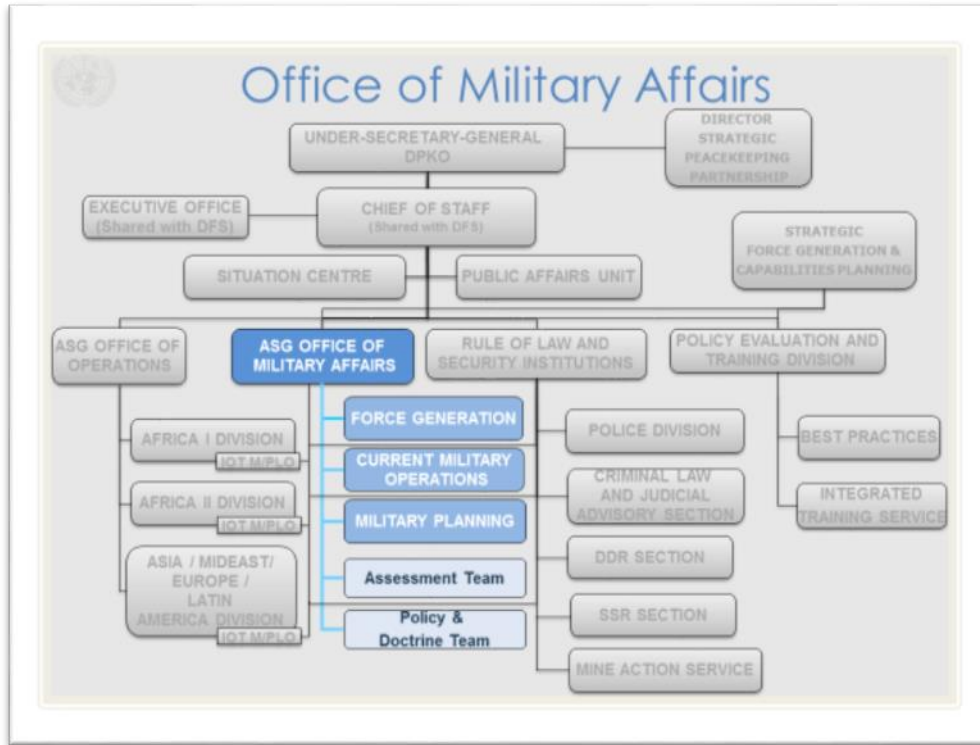 Office of Military Affairs
UNDER-SECRETARY-GENERAL
DPKO
DIRECTOR
STRATEGIC
PEACEKEEPING
PARTNERSHIP
EXECUTIVE OFFICE
(Shared with DFS)
CHIEF OF STAFF
(Shared with DFS)
STRATEGIC
FORCE GENERATION &
CAPABILITIES PLANNING
SITUATION CENTRE
PUBLIC AFFAIRS UNIT
ASG OFFICE OF
OPERATIONS
ASG OFFICE OF
MILITARY AFFAIRS
RULE OF LAW AND
SECURITY INSTITUTIONS
POLICY EVALUATION AND
TRAINING DIVISION
AFRICA I DIVISION
IOT M/PLO
AFRICA II DIVISION
IOT M/PLO
ASIA / MIDEAST/
EUROPE /
LATIN
AMERICA DIVISION
IOT M/PLO
FORCE GENERATION
CURRENT MILITARY
OPERATIONS
MILITARY PLANNING
Assessment Team
Policy &
Doctrine Team
POLICE DIVISION
CRIMINAL LAW
AND JUDICIAL
ADVISORY SECTION
DDR SECTION
SSR SECTION
MINE ACTION SERVICE
BEST PRACTICES
INTEGRATED
TRAINING SERVICE